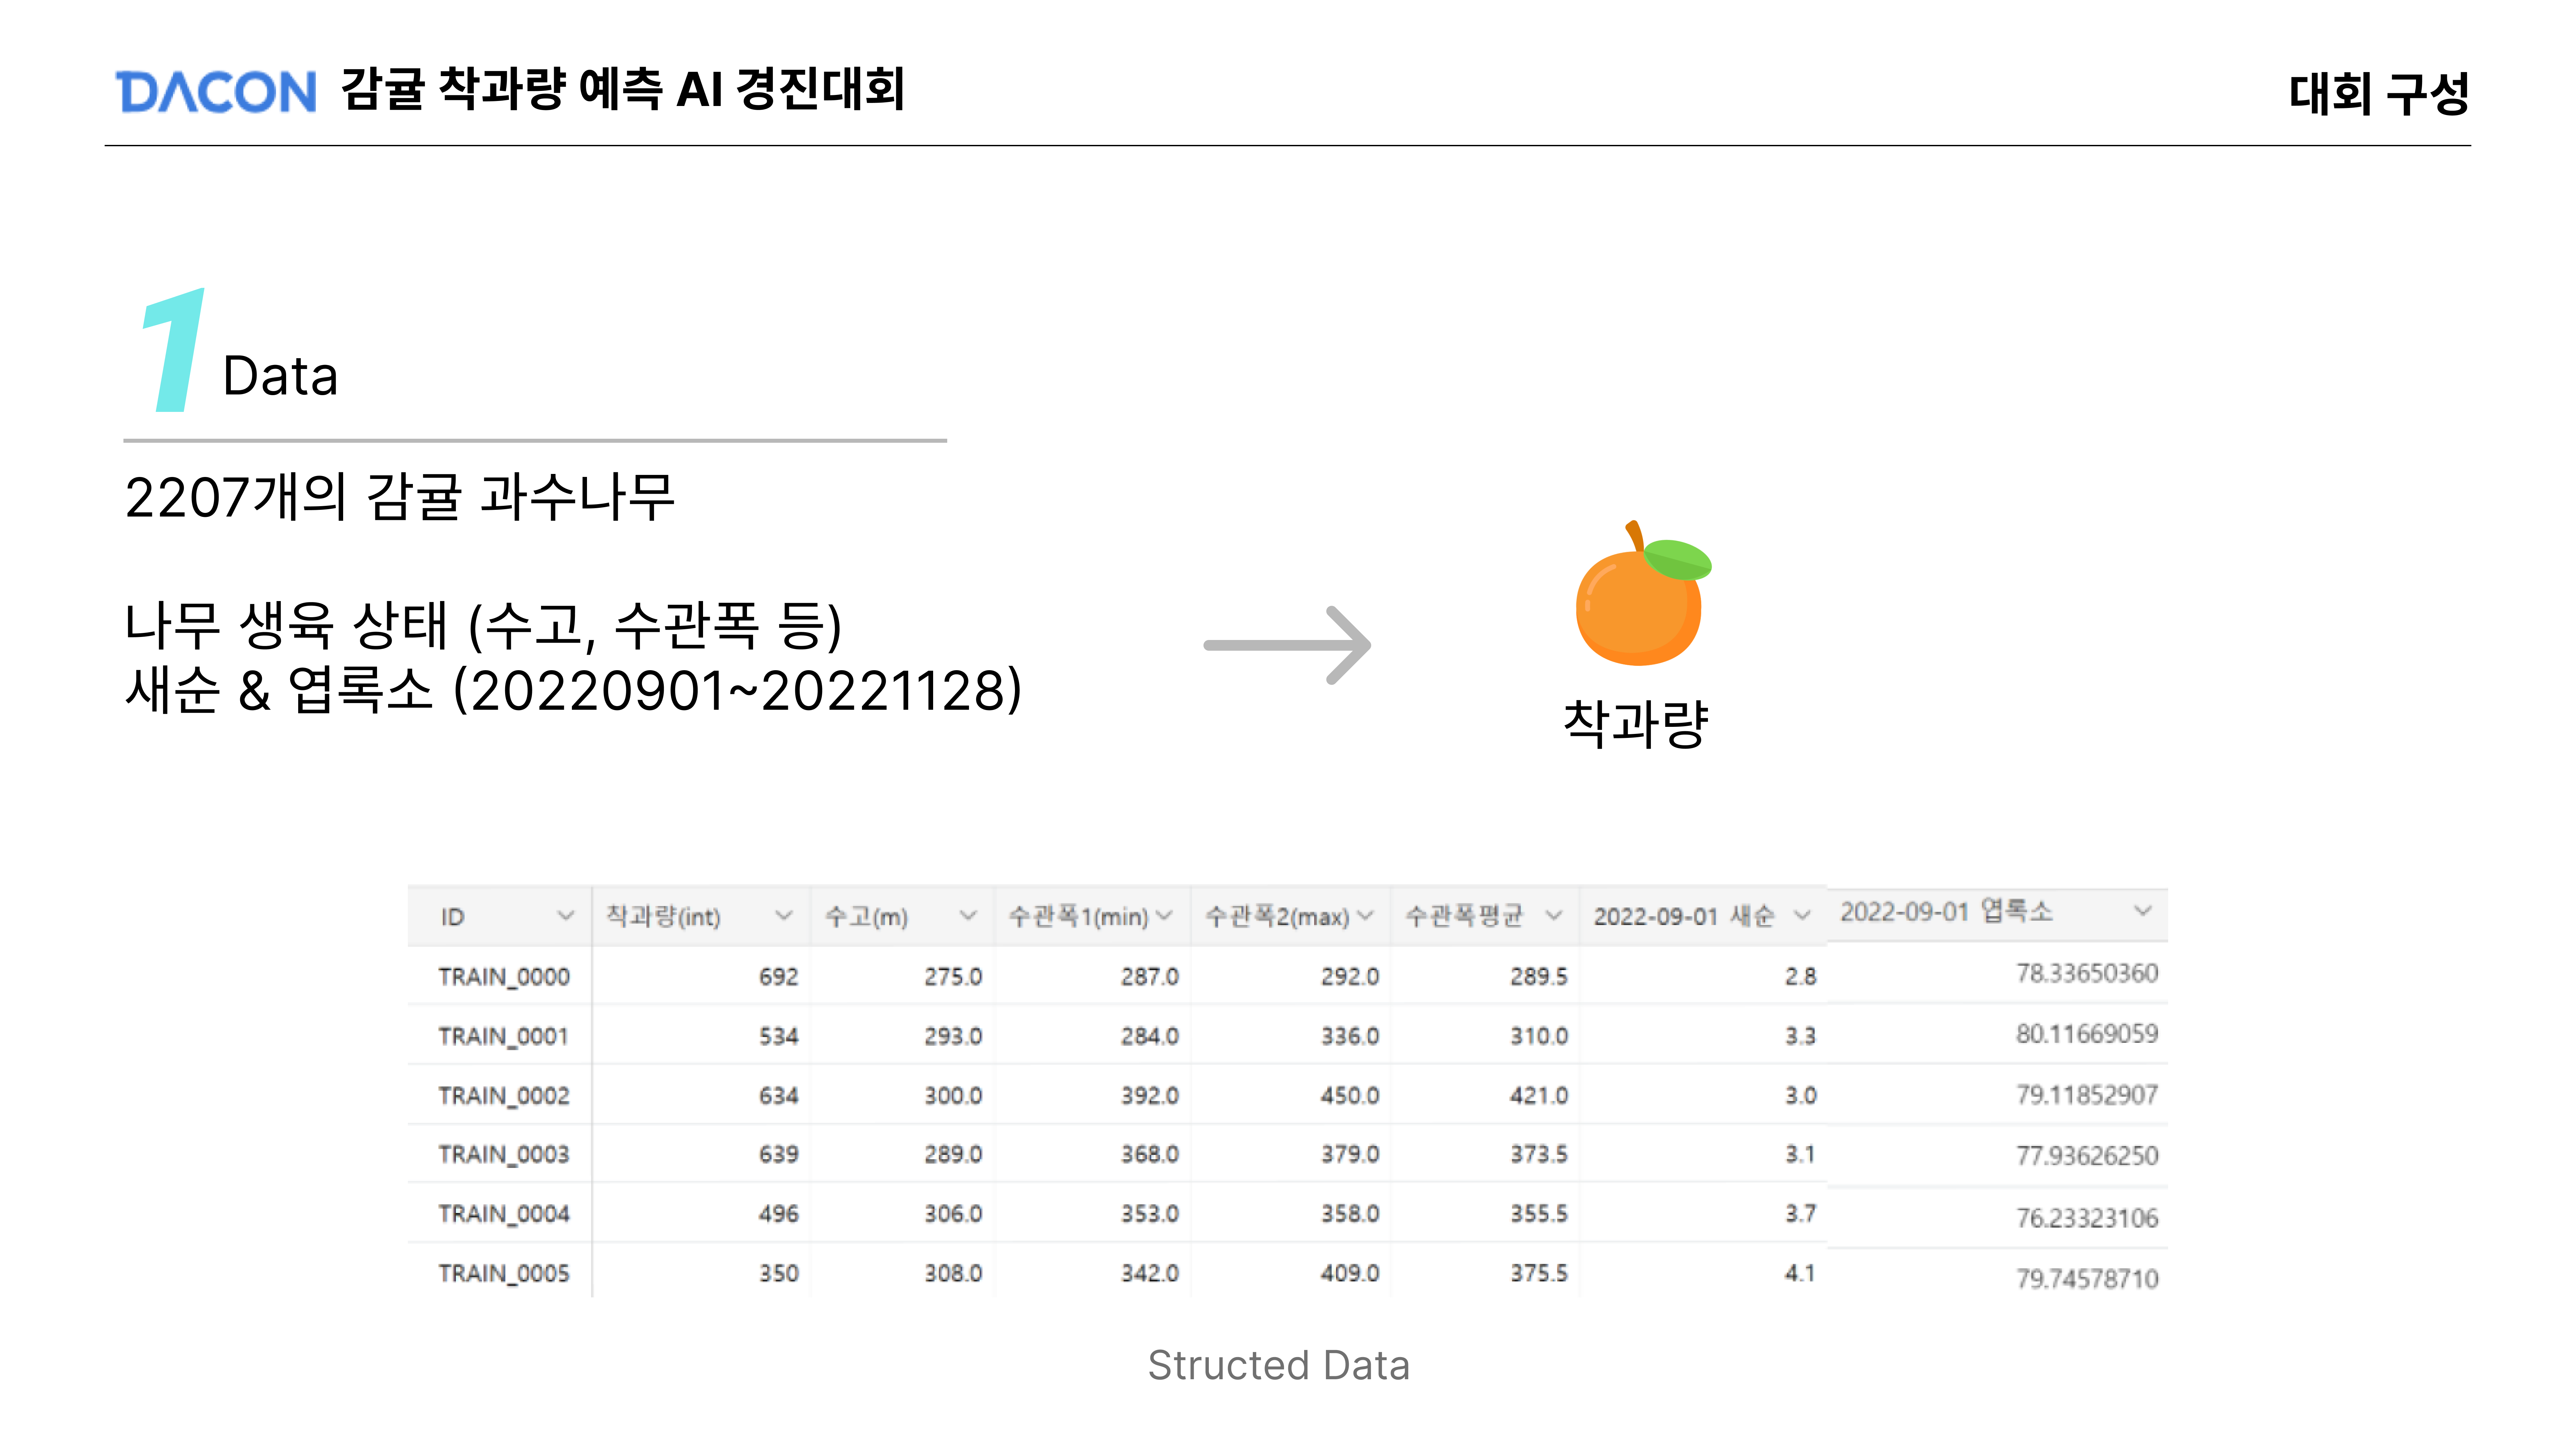 DACON 감귤 착과량 예측 AI 경진대회
대회 구성
1 Data
2207개의 감귤 과수나무
나무 생육 상태 (수고, 수관폭 등)
새순 & 엽록소 (20220901~20221128)
착과량
ID 착과량(int) 수고(m) 수관폭1(min) 수관폭2(max) 수관폭평균 2022-09-01 새순 2022-09-01 엽록소
TRAIN_0000 692 275.0 287.0 292.0 289.5 2.8 78.33650360
TRAIN_0001 534 293.0 284.0 336.0 310.0 3.3 80.11669059
TRAIN_0002 634 300.0 392.0 450.0 421.0 3.0 79.11852907
TRAIN_0003 639 289.0 368.0 379.0 373.5 3.1 77.93626250
TRAIN_0004 496 306.0 353.0 358.0 355.5 3.7 76.23323106
TRAIN_0005 350 308.0 342.0 409.0 375.5 4.1 79.74578710
Structed Data